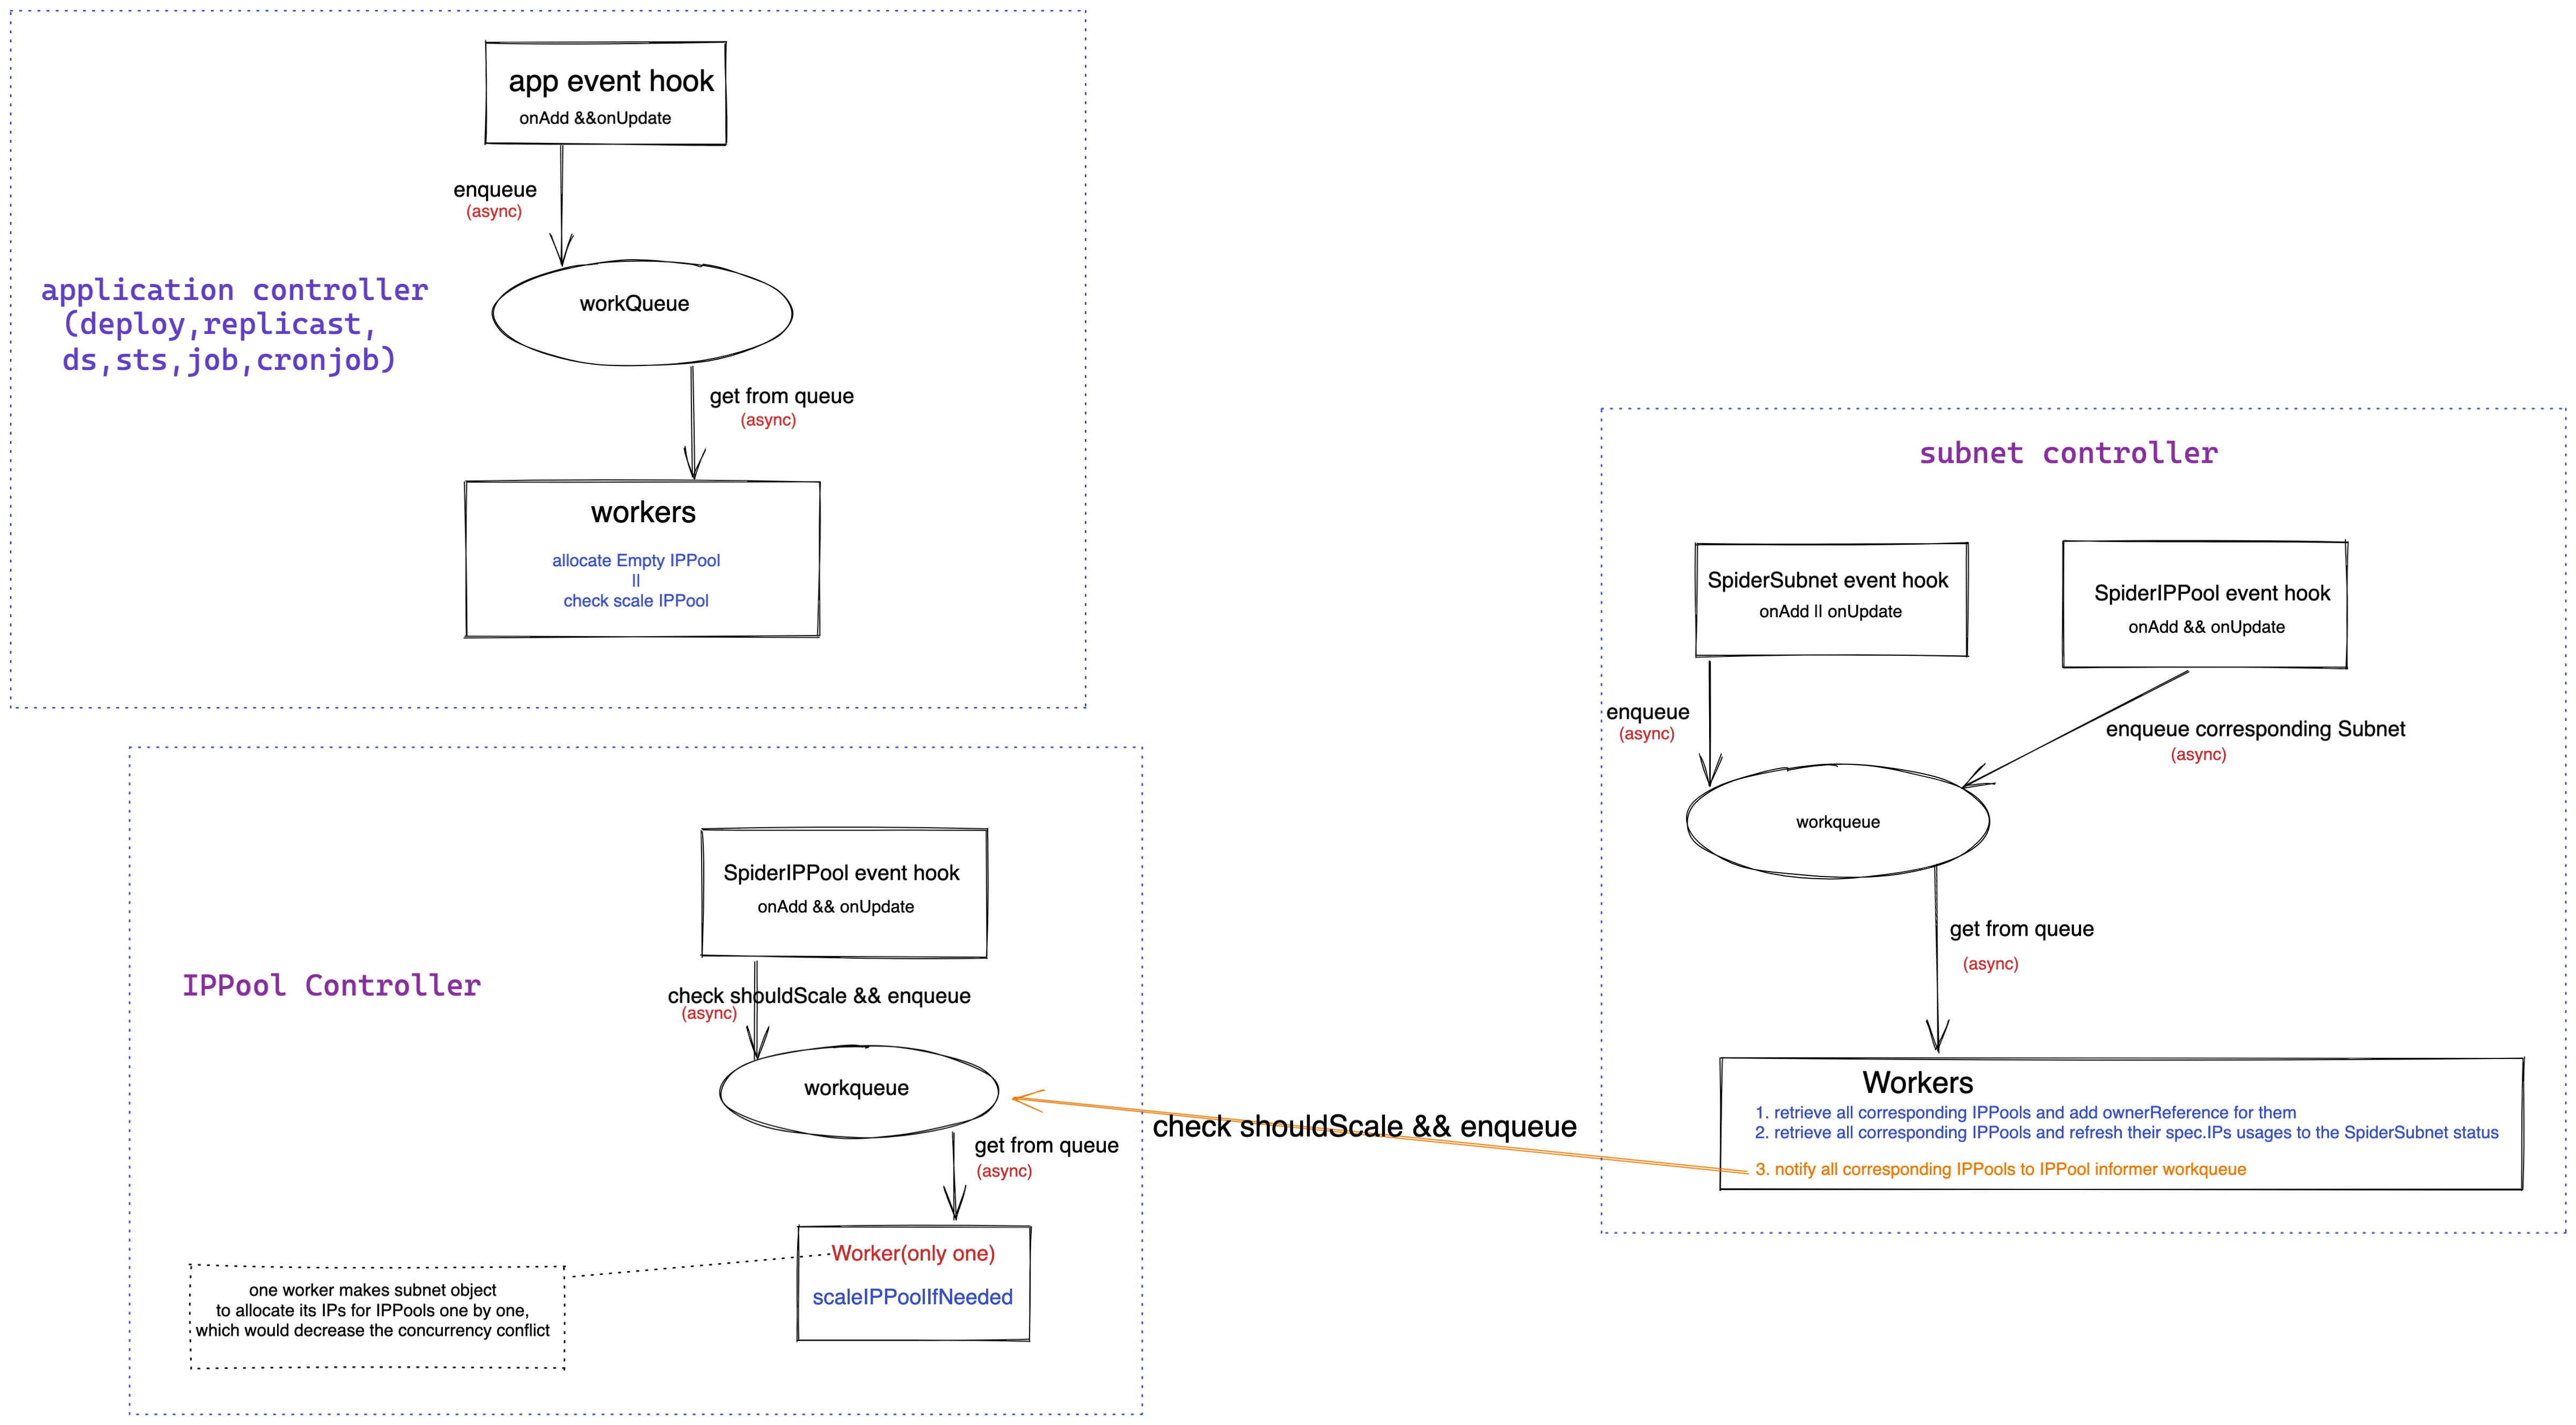 app event hook
onAdd &&onUpdate
enqueue
(async)
workQueue
application controller
(deploy,replicast,
ds,sts,job,cronjob)
get from queue
(async)
workers
allocate Empty IPPool
||
check scale IPPool
subnet controller
SpiderSubnet event hook
onAdd || onUpdate
SpiderIPPool event hook
onAdd && onUpdate
enqueue
(async)
enqueue corresponding Subnet
(async)
workqueue
get from queue
(async)
Workers
1. retrieve all corresponding IPPools and add ownerReference for them
2. retrieve all corresponding IPPools and refresh their spec.IPs usages to the SpiderSubnet status
3. notify all corresponding IPPools to IPPool informer workqueue
check shouldScale && enqueue
IPPool Controller
SpiderIPPool event hook
onAdd && onUpdate
check shouldScale && enqueue
(async)
workqueue
get from queue
(async)
Worker(only one)
scaleIPPoolIfNeeded
one worker makes subnet object
to allocate its IPs for IPPools one by one,
which would decrease the concurrency conflict